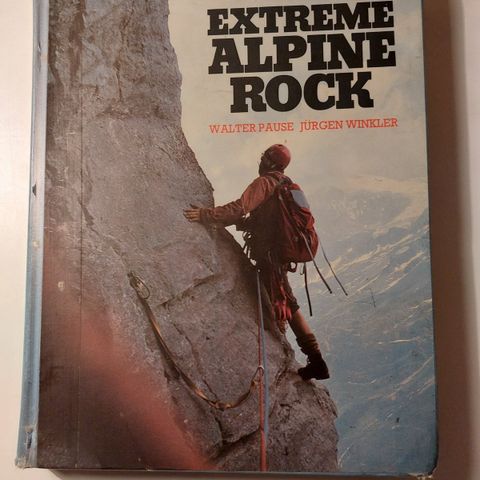 EXTREME
ALPINE
ROCK
WALTER PAUSE JÜRGEN WINKLER